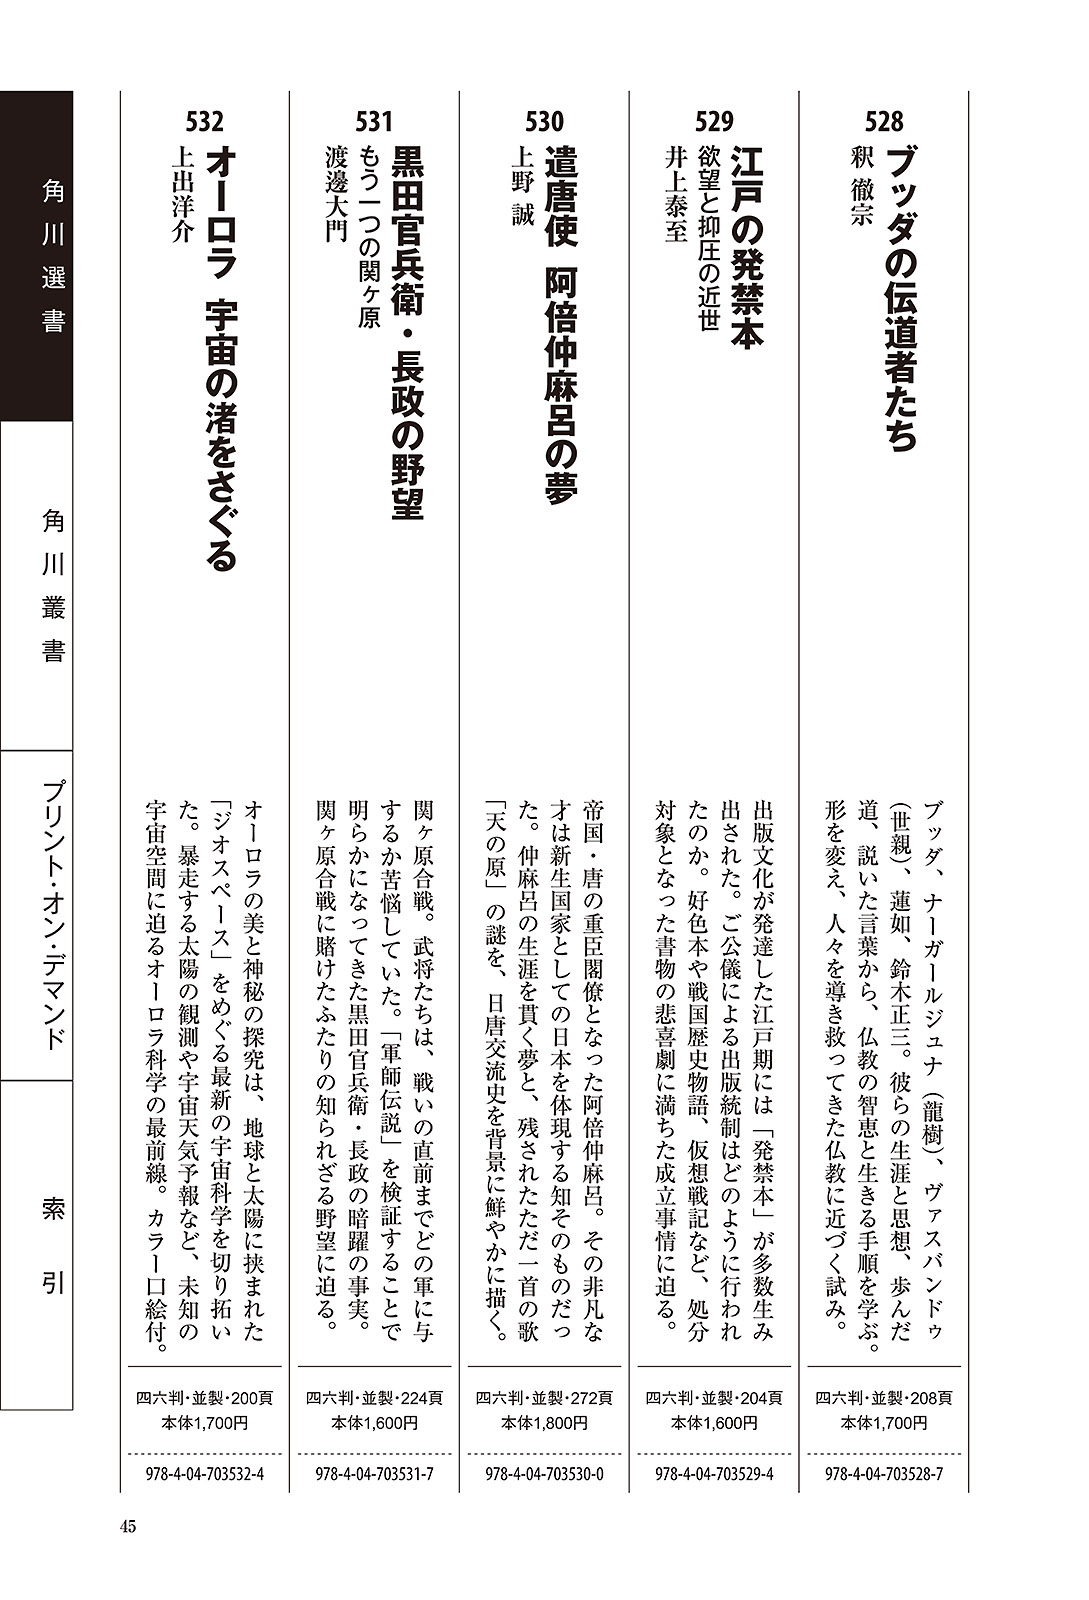 528
ブッダの伝道者たち
釈 徹宗
ブッダ、ナーガールジュナ（龍樹）、ヴァスバンドゥ
（世親）、蓮如、鈴木正三。彼らの生涯と思想、歩んだ
道、説いた言葉から、仏教の智恵と生きる手順を学ぶ。
形を変え、人々を導き救ってきた仏教に近づく試み。
四六判・並製・208頁
本体1,700円
978-4-04-703528-7
529
江戸の発禁本
欲望と抑圧の近世
井上泰至
出版文化が発達した江戸期には「発禁本」が多数生み
出された。ご公儀による出版統制はどのように行われ
たのか。好色本や戦国歴史物語、仮想戦記など、処分
対象となった書物の悲喜劇に満ちた成立事情に迫る。
四六判・並製・204頁
本体1,600円
978-4-04-703529-4
530
遣唐使 阿倍仲麻呂の夢
上野 誠
帝国・唐の重臣閣僚となった阿倍仲麻呂。その非凡な
才は新生国家としての日本を体現する知そのものだっ
た。仲麻呂の生涯を貫く夢と、残されたただ一首の歌
「天の原」の謎を、日唐交流史を背景に鮮やかに描く。
四六判・並製・272頁
本体1,800円
978-4-04-703530-0
531
黒田官兵衛・長政の野望
もう一つの関ヶ原
渡邊大門
関ヶ原合戦。武将たちは、戦いの直前までどの軍に与
するか苦悩していた。「軍師伝説」を検証することで
明らかになってきた黒田官兵衛・長政の暗躍の事実。
関ヶ原合戦に賭けたふたりの知られざる野望に迫る。
四六判・並製・224頁
本体1,600円
978-4-04-703531-7
532
オーロラ 宇宙の渚をさぐる
上出洋介
オーロラの美と神秘の探究は、地球と太陽に挟まれた
「ジオスペース」をめぐる最新の宇宙科学を切り拓い
た。暴走する太陽の観測や宇宙天気予報など、未知の
宇宙空間に迫るオーロラ科学の最前線。カラー口絵付。
四六判・並製・200頁
本体1,700円
978-4-04-703532-4
角川選書
角川叢書
プリント・オン・デマンド
索引
45